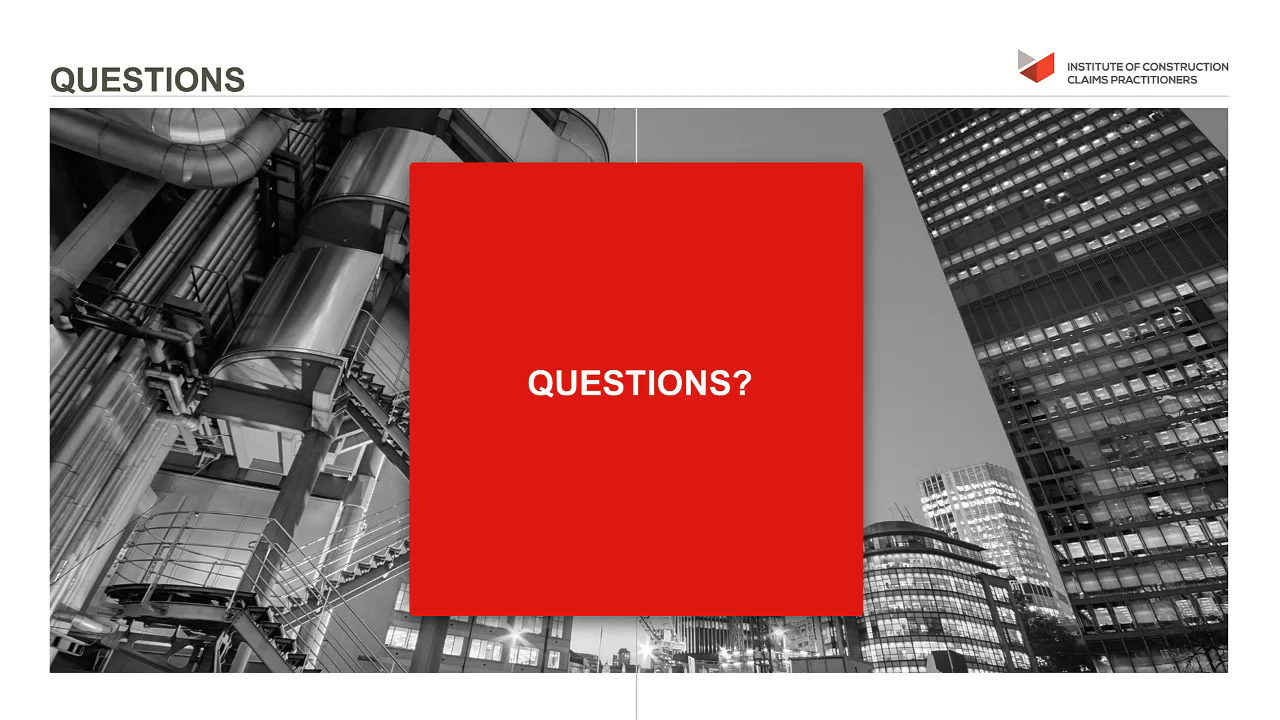 QUESTIONS
INSTITUTE OF CONSTRUCTION
CLAIMS PRACTITIONERS
QUESTIONS?